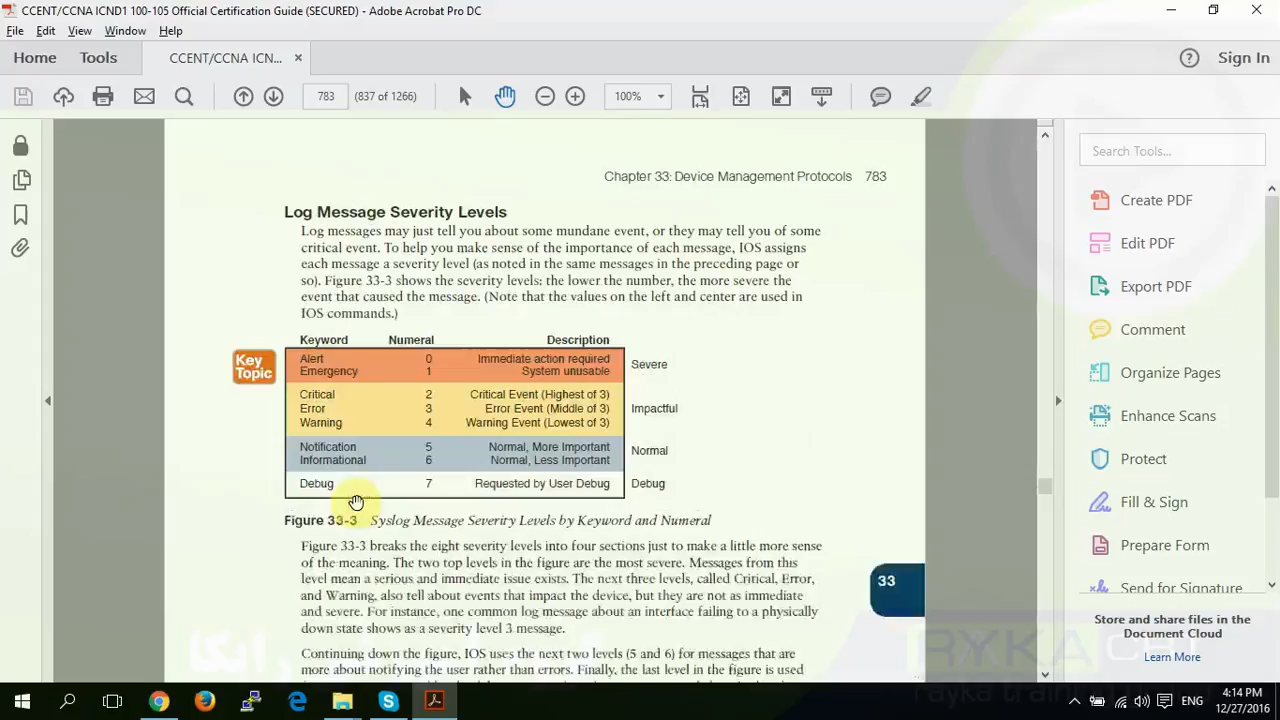 CCENT/CCNA ICND1 100-105 Official Certification Guide (SECURED) - Adobe Acrobat Pro DC
File Edit View Window Help
Home Tools CCENT/CCNA ICN... × Sign In
783 (837 of 1266) 100%
Search Tools...
Create PDF
Edit PDF
Export PDF
Comment
Organize Pages
Enhance Scans
Protect
Fill & Sign
Prepare Form
Send for Signature
Store and share files in the
Document Cloud
Learn More
Chapter 33: Device Management Protocols 783
Log Message Severity Levels
Log messages may just tell you about some mundane event, or they may tell you of some
critical event. To help you make sense of the importance of each message, IOS assigns
each message a severity level (as noted in the same messages in the preceding page or
so). Figure 33-3 shows the severity levels: the lower the number, the more severe the
event that caused the message. (Note that the values on the left and center are used in
IOS commands.)
Keyword Numeral Description
Key
Topic
Alert 0 Immediate action required
Emergency 1 System unusable
Severe
Critical 2 Critical Event (Highest of 3)
Error 3 Error Event (Middle of 3) Impactful
Warning 4 Warning Event (Lowest of 3)
Notification 5 Normal, More Important
Informational 6 Normal, Less Important
Normal
Debug 7 Requested by User Debug Debug
Figure 33-3 Syslog Message Severity Levels by Keyword and Numeral
Figure 33-3 breaks the eight severity levels into four sections just to make a little more sense
of the meaning. The two top levels in the figure are the most severe. Messages from this
level mean a serious and immediate issue exists. The next three levels, called Critical, Error,
and Warning, also tell about events that impact the device, but they are not as immediate
and severe. For instance, one common log message about an interface failing to a physically
down state shows as a severity level 3 message.
33
Continuing down the figure, IOS uses the next two levels (5 and 6) for messages that are
more about notifying the user rather than errors. Finally, the last level in the figure is used
RYKA
rayka training
ENG
4:14 PM
12/27/2016